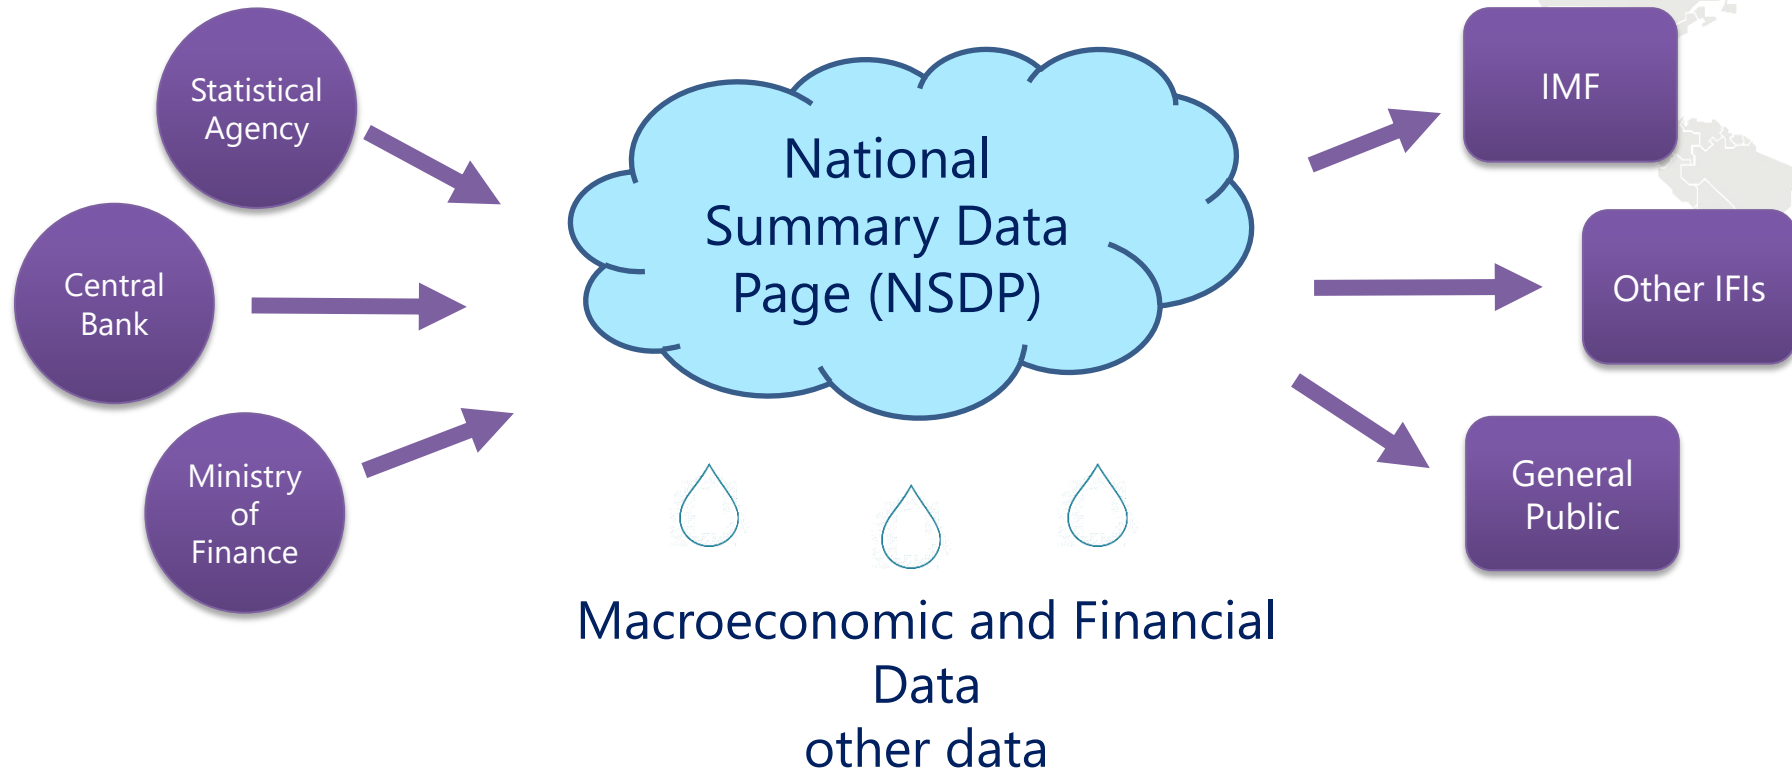 Statistical
Agency
Central
Bank
Ministry
of
Finance
National
Summary Data
Page (NSDP)
Macroeconomic and Financial
Data
other data
IMF
Other IFIs
General
Public